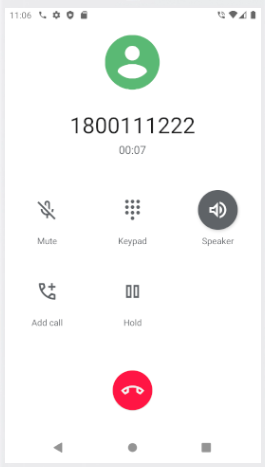 11:06
1800111222
00:07
Mute
Keypad
Speaker
Add call
Hold